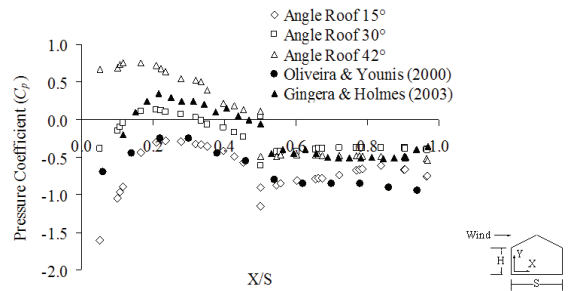 ◇ Angle Roof 15°
□ Angle Roof 30°
△ Angle Roof 42°
● Oliveira & Younis (2000)
▲ Gingera & Holmes (2003)
Pressure Coefficient (Cp)
1.0
0.5
0.0
-0.5
-1.0
-1.5
-2.0
0.0 0.2 0.4 0.6 0.8 1.0
X/S
Wind
H
Y
X
S